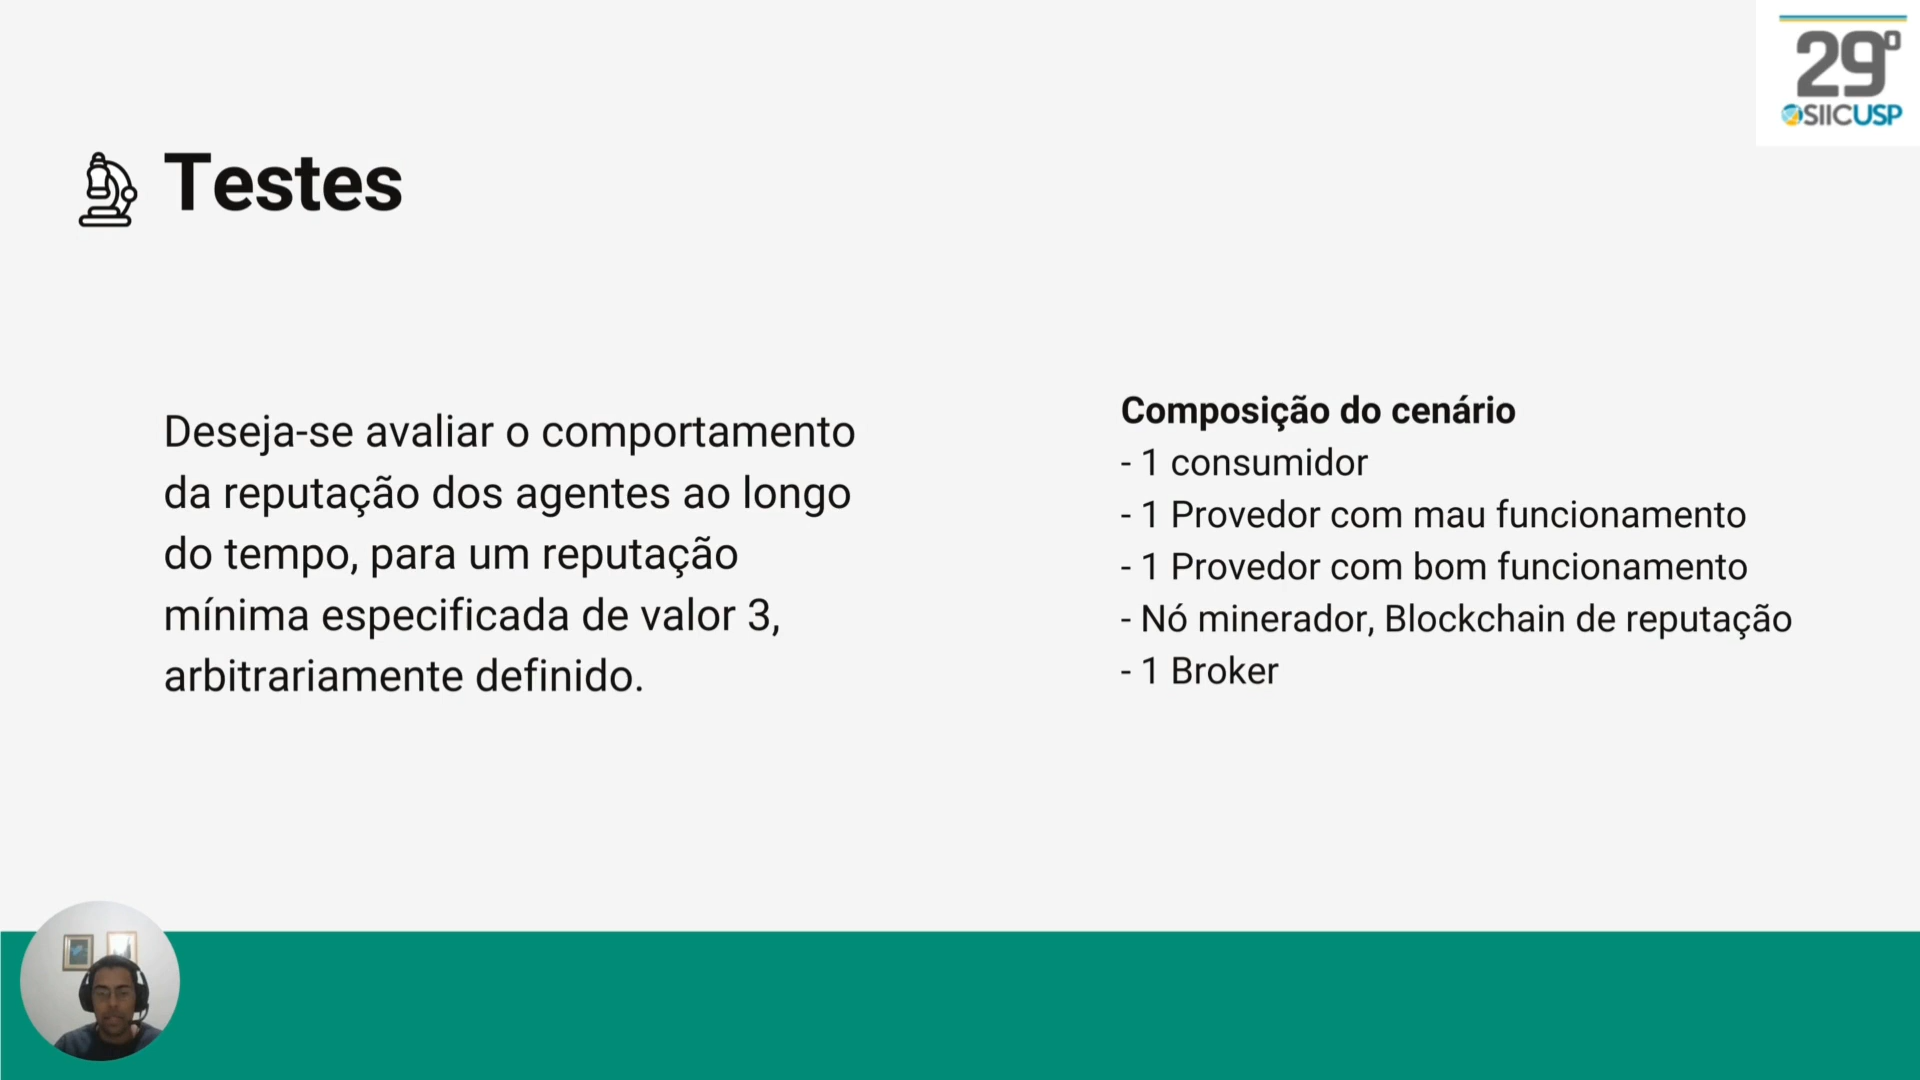 29º
SIICUSP
Testes
Deseja-se avaliar o comportamento
da reputação dos agentes ao longo
do tempo, para um reputação
mínima especificada de valor 3,
arbitrariamente definido.
Composição do cenário
- 1 consumidor
- 1 Provedor com mau funcionamento
- 1 Provedor com bom funcionamento
- Nó minerador, Blockchain de reputação
- 1 Broker